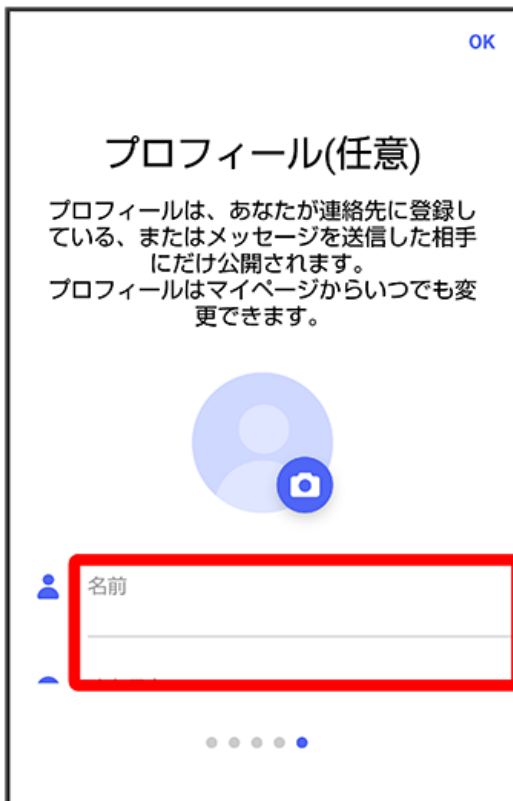 OK
プロフィール(任意)
プロフィールは、あなたが連絡先に登録し
ている、またはメッセージを送信した相手
にだけ公開されます。
プロフィールはマイページからいつでも変
更できます。
名前